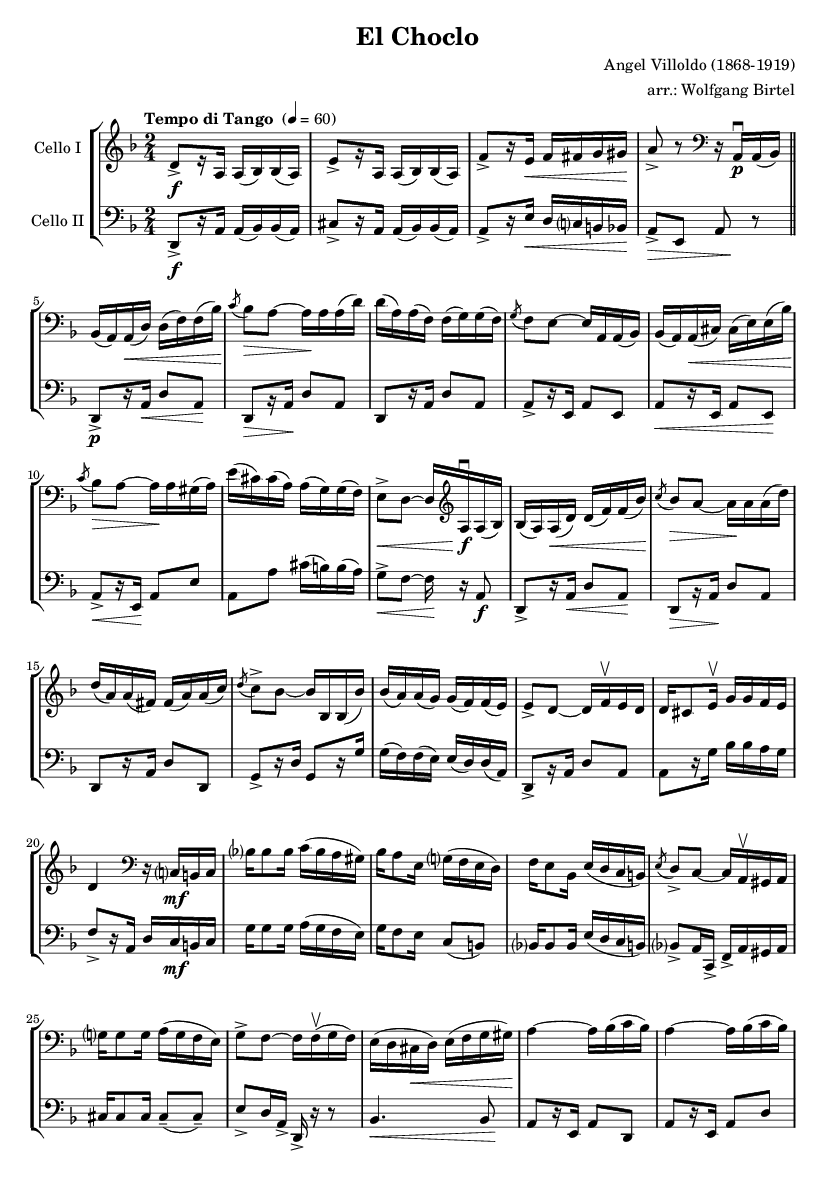 El Choclo
Angel Villoldo (1868-1919)
arr.: Wolfgang Birtel
Tempo di Tango (♩ = 60)
Cello I
f
p
Cello II
f
5
p
10
f
f
15
20
mf
mf
25